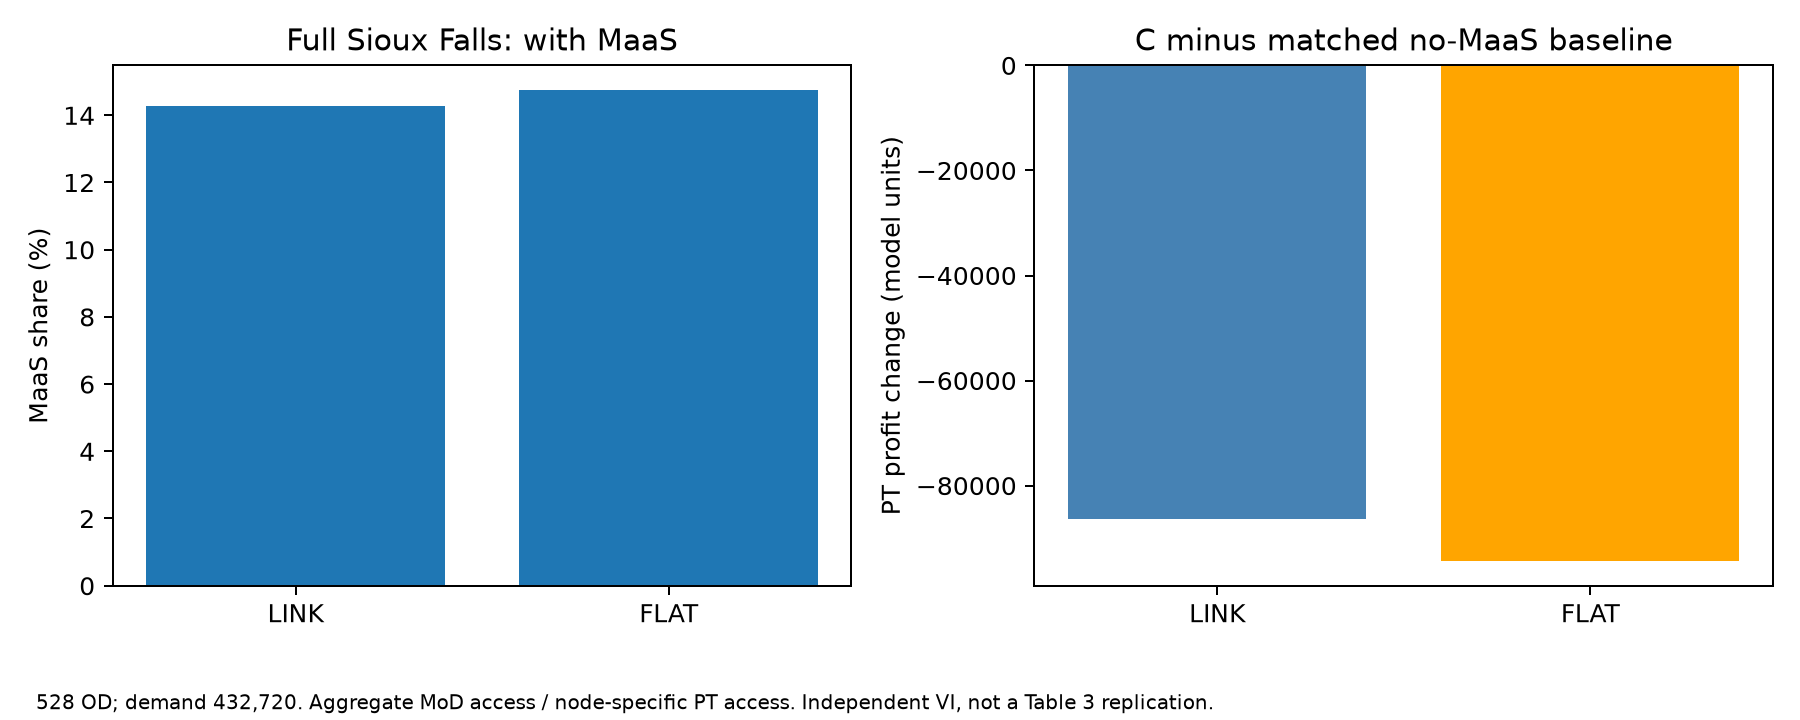 Full Sioux Falls: with MaaS
MaaS share (%)
14
12
10
8
6
4
2
0
LINK
FLAT
C minus matched no-MaaS baseline
PT profit change (model units)
0
−20000
−40000
−60000
−80000
LINK
FLAT
528 OD; demand 432,720. Aggregate MoD access / node-specific PT access. Independent VI, not a Table 3 replication.